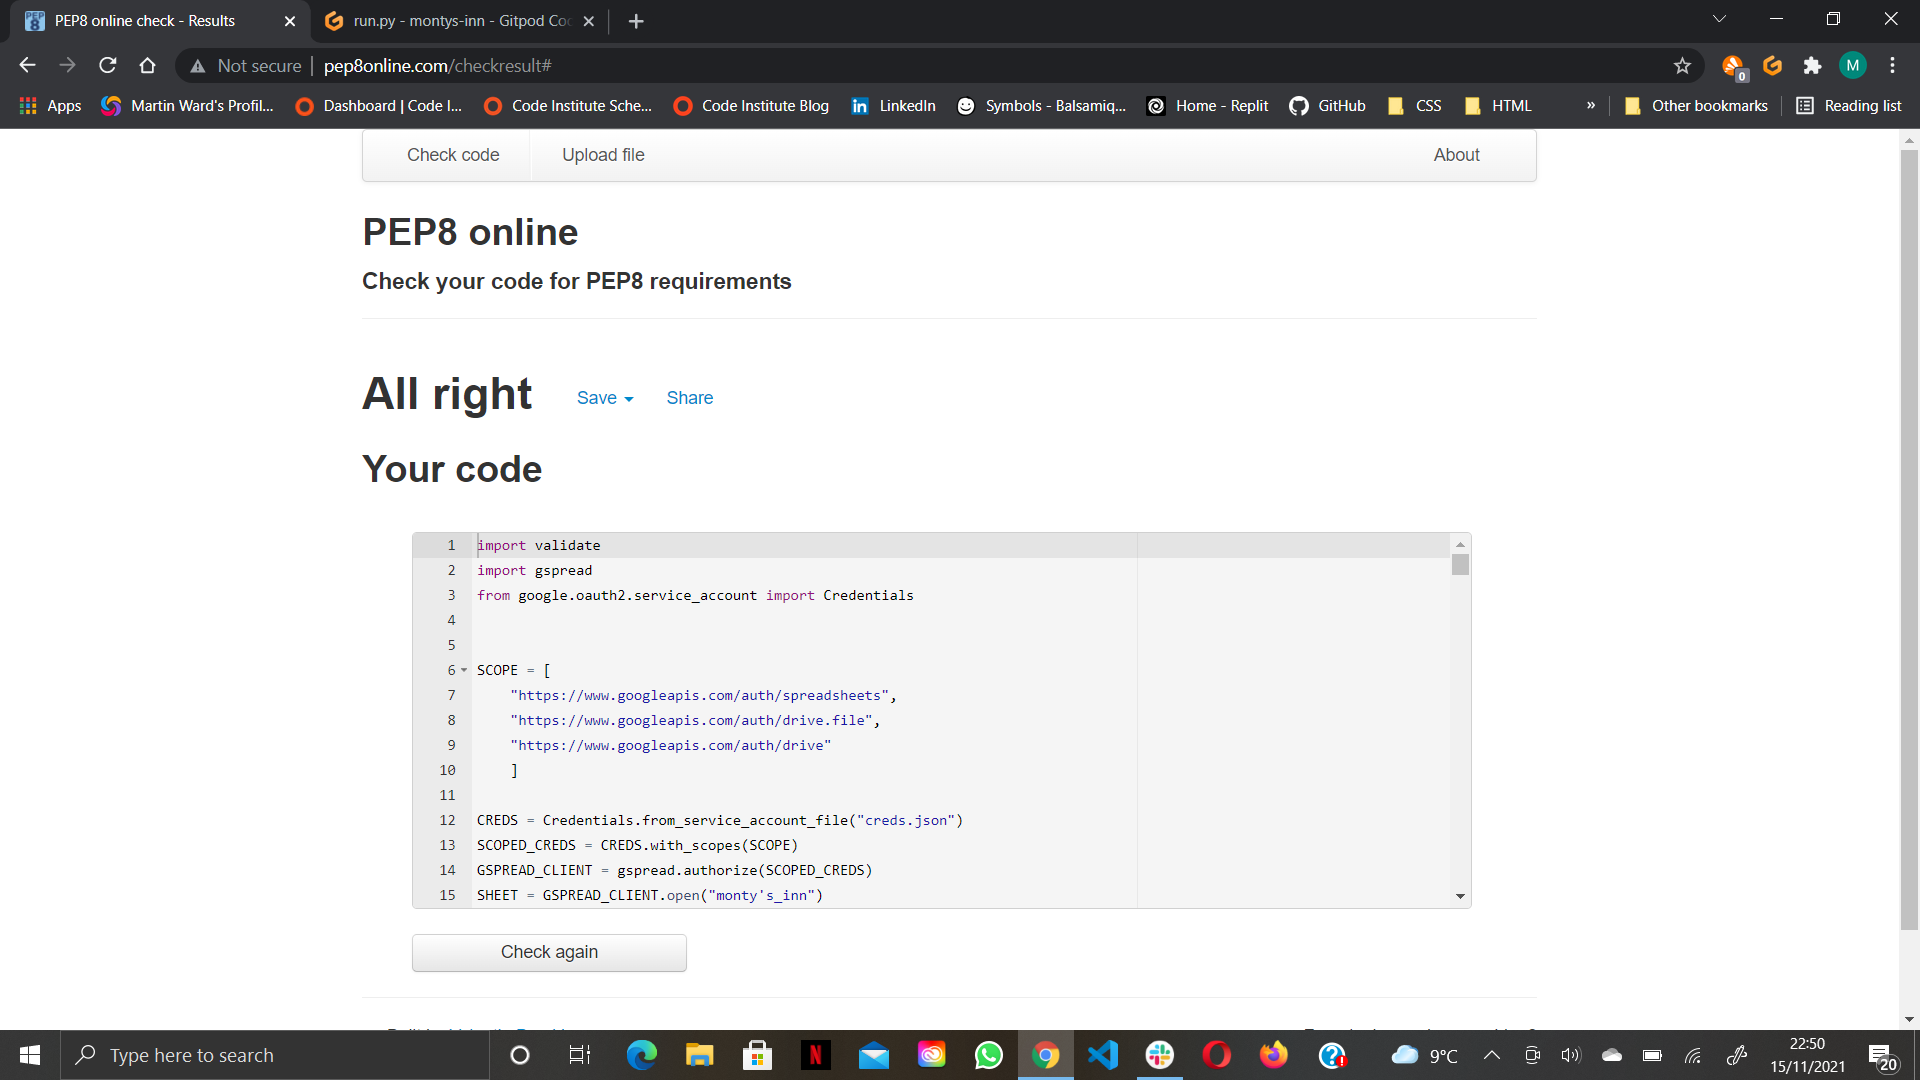 PEP8 online check - Results
run.py - montys-inn - Gitpod Co
Not secure
pep8online.com/checkresult#
M
0
Apps
Martin Ward's Profil...
Dashboard | Code I...
Code Institute Sche...
Code Institute Blog
LinkedIn
Symbols - Balsamiq...
Home - Replit
GitHub
CSS
HTML
»
Other bookmarks
Reading list
Check code
Upload file
About
PEP8 online
Check your code for PEP8 requirements
All right
Save
Share
Your code
1 import validate
2 import gspread
3 from google.oauth2.service_account import Credentials
4
5
6 SCOPE = [
7 "https://www.googleapis.com/auth/spreadsheets",
8 "https://www.googleapis.com/auth/drive.file",
9 "https://www.googleapis.com/auth/drive"
10 ]
11
12 CREDS = Credentials.from_service_account_file("creds.json")
13 SCOPED_CREDS = CREDS.with_scopes(SCOPE)
14 GSPREAD_CLIENT = gspread.authorize(SCOPED_CREDS)
15 SHEET = GSPREAD_CLIENT.open("monty's_inn")
Check again
Type here to search
9°C
22:50
15/11/2021
20